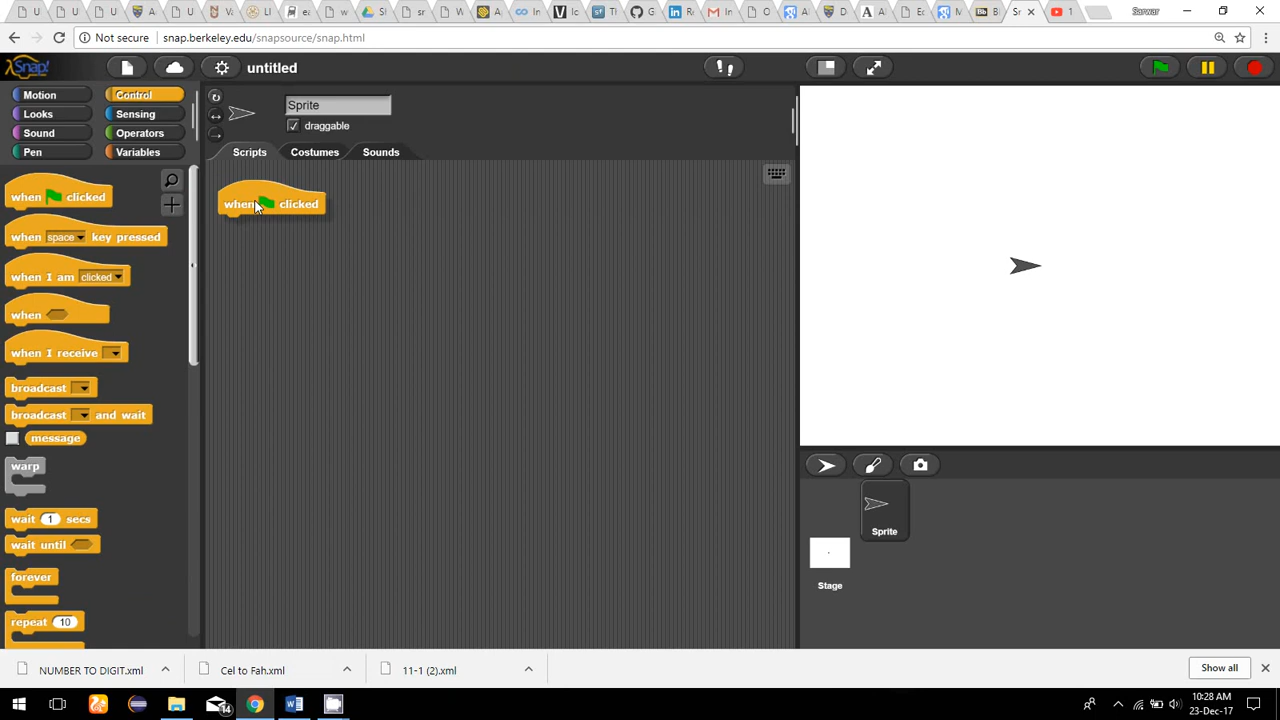 Sarwar
Not secure | snap.berkeley.edu/snapsource/snap.html
Snap!
untitled
Motion
Control
Looks
Sensing
Sound
Operators
Pen
Variables
Sprite
draggable
Scripts
Costumes
Sounds
when clicked
when space key pressed
when I am clicked
when
when I receive
broadcast
broadcast and wait
message
warp
wait 1 secs
wait until
forever
repeat 10
when clicked
Sprite
Stage
NUMBER TO DIGIT.xml
Cel to Fah.xml
11-1 (2).xml
Show all
10:28 AM
23-Dec-17